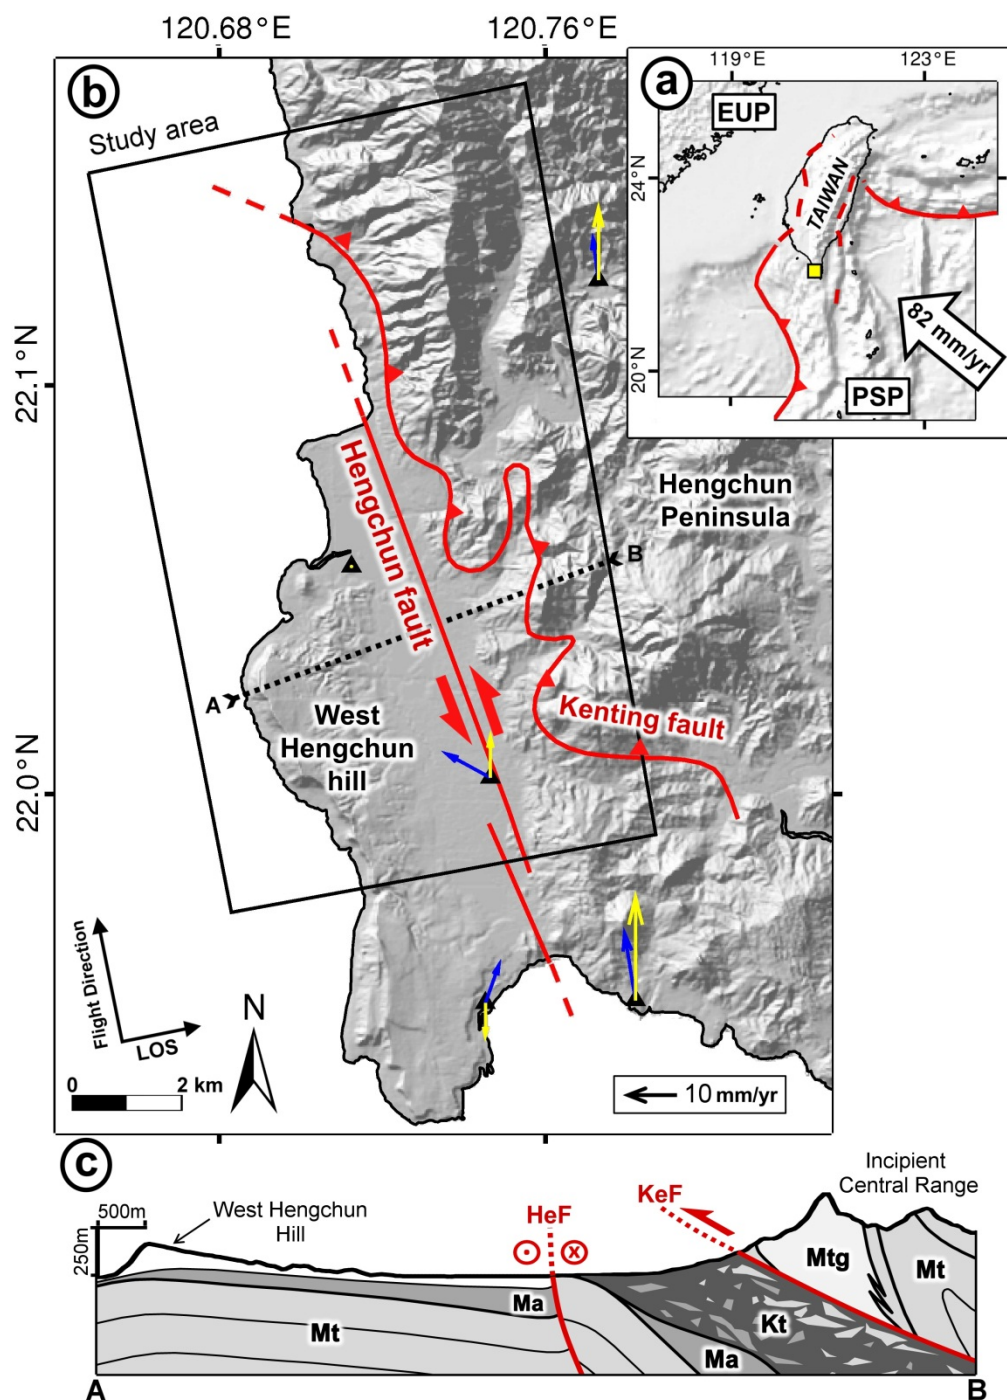 120.68°E
120.76°E
b
Study area
22.1°N
22.0°N
a
119°E
123°E
24°N
20°N
EUP
TAIWAN
82 mm/yr
PSP
Hengchun fault
Hengchun
Peninsula
B
A
West
Hengchun
hill
Kenting fault
Flight Direction
LOS
N
0
2 km
10 mm/yr
c
500m
250m
West Hengchun
Hill
HeF
x
KeF
Incipient
Central Range
Mtg
Mt
Ma
Mt
Kt
Ma
A
B